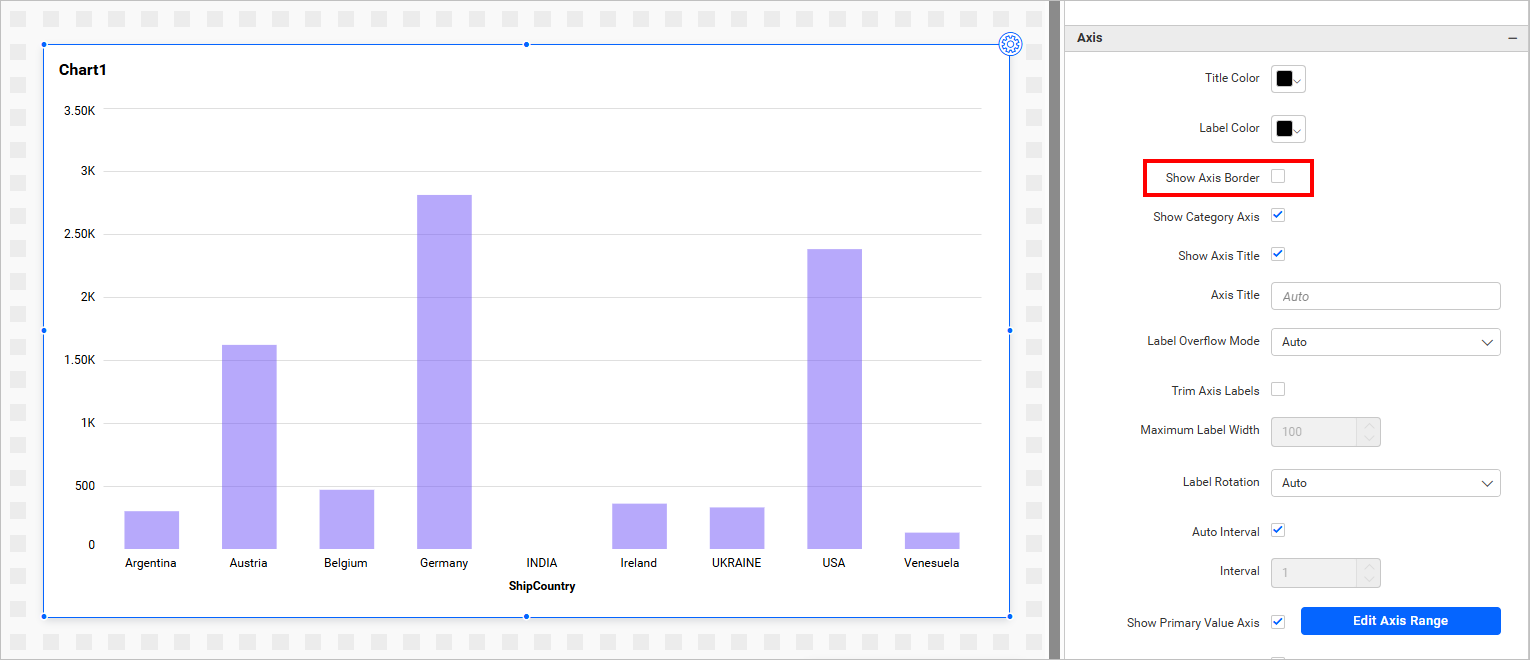 Chart1
3.50K
3K
2.50K
2K
1.50K
1K
500
0
Argentina Austria Belgium Germany INDIA Ireland UKRAINE USA Venesuela
ShipCountry
Axis
Title Color
Label Color
Show Axis Border
Show Category Axis
Show Axis Title
Axis Title Auto
Label Overflow Mode Auto
Trim Axis Labels
Maximum Label Width 100
Label Rotation Auto
Auto Interval
Interval 1
Show Primary Value Axis Edit Axis Range